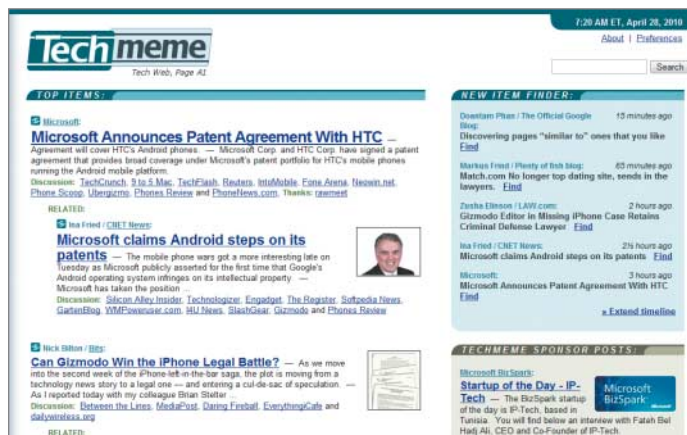 7:20 AM ET, April 28, 2010
About | Preferences
Techmeme
Tech Web, Page A1
Search
TOP ITEMS:
Microsoft:
Microsoft Announces Patent Agreement With HTC —
Agreement will cover HTC's Android phones. — Microsoft Corp. and HTC Corp. have signed a patent
agreement that provides broad coverage under Microsoft's patent portfolio for HTC's mobile phones
running the Android mobile platform.
Discussion: TechCrunch, 9 to 5 Mac, TechFlash, Reuters, IntoMobile, Fone Arena, Neowin.net,
Phone Scoop, Ubergizmo, Phones Review and PhoneNews.com, Thanks: rawmeet
RELATED:
Ina Fried / CNET News:
Microsoft claims Android steps on its
patents — The mobile phone wars got a more interesting late on
Tuesday as Microsoft publicly asserted for the first time that Google's
Android operating system infringes on its intellectual property. —
Microsoft has taken the position ...
Discussion: Silicon Alley Insider, Technologizer, Engadget, The Register, Softpedia News,
GartenBlog, WMPoweruser.com, I4U News, SlashGear, Gizmodo and Phones Review
Nick Bilton / Bits:
Can Gizmodo Win the iPhone Legal Battle? — As we move
into the second week of the iPhone-left-in-the-bar saga, the plot is moving from a
technology news story to a legal one — and entering a cul-de-sac of speculation. —
As I reported today with my colleague Brian Stelter ...
Discussion: Between the Lines, MediaPost, Daring Fireball, EverythingiCafe and
dailywireless.org
RELATED:
NEW ITEM FINDER:
Doantam Phan / The Official Google Blog: 15 minutes ago
Discovering pages "similar to" ones that you like
Find
Markus Frind / Plenty of fish blog: 65 minutes ago
Match.com No longer top dating site, sends in the
lawyers. Find
Zusha Elinson / LAW.com: 2 hours ago
Gizmodo Editor in Missing iPhone Case Retains
Criminal Defense Lawyer Find
Ina Fried / CNET News: 2½ hours ago
Microsoft claims Android steps on its patents Find
Microsoft: 3 hours ago
Microsoft Announces Patent Agreement With HTC
Find
» Extend timeline
TECHMEME SPONSOR POSTS:
Microsoft BizSpark:
Startup of the Day - IP-
Tech — The BizSpark startup
of the day is IP-Tech, based in
Tunisia. You will find below an interview with Fateh Bel
Hadj Ali, CEO and Co-Founder of IP-Tech.
Microsoft
BizSpark